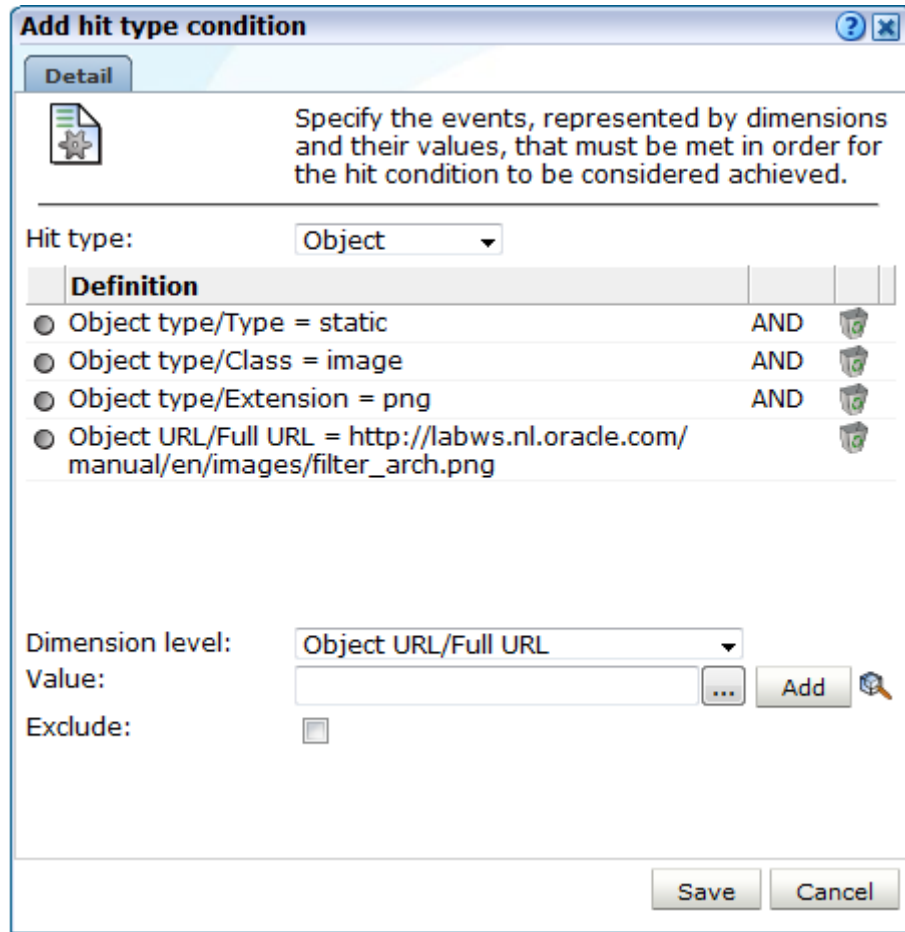 Add hit type condition
Detail
Specify the events, represented by dimensions
and their values, that must be met in order for
the hit condition to be considered achieved.
Hit type: Object
Definition
Object type/Type = static AND
Object type/Class = image AND
Object type/Extension = png AND
Object URL/Full URL = http://labws.nl.oracle.com/
manual/en/images/filter_arch.png
Dimension level: Object URL/Full URL
Value: ... Add
Exclude:
Save Cancel